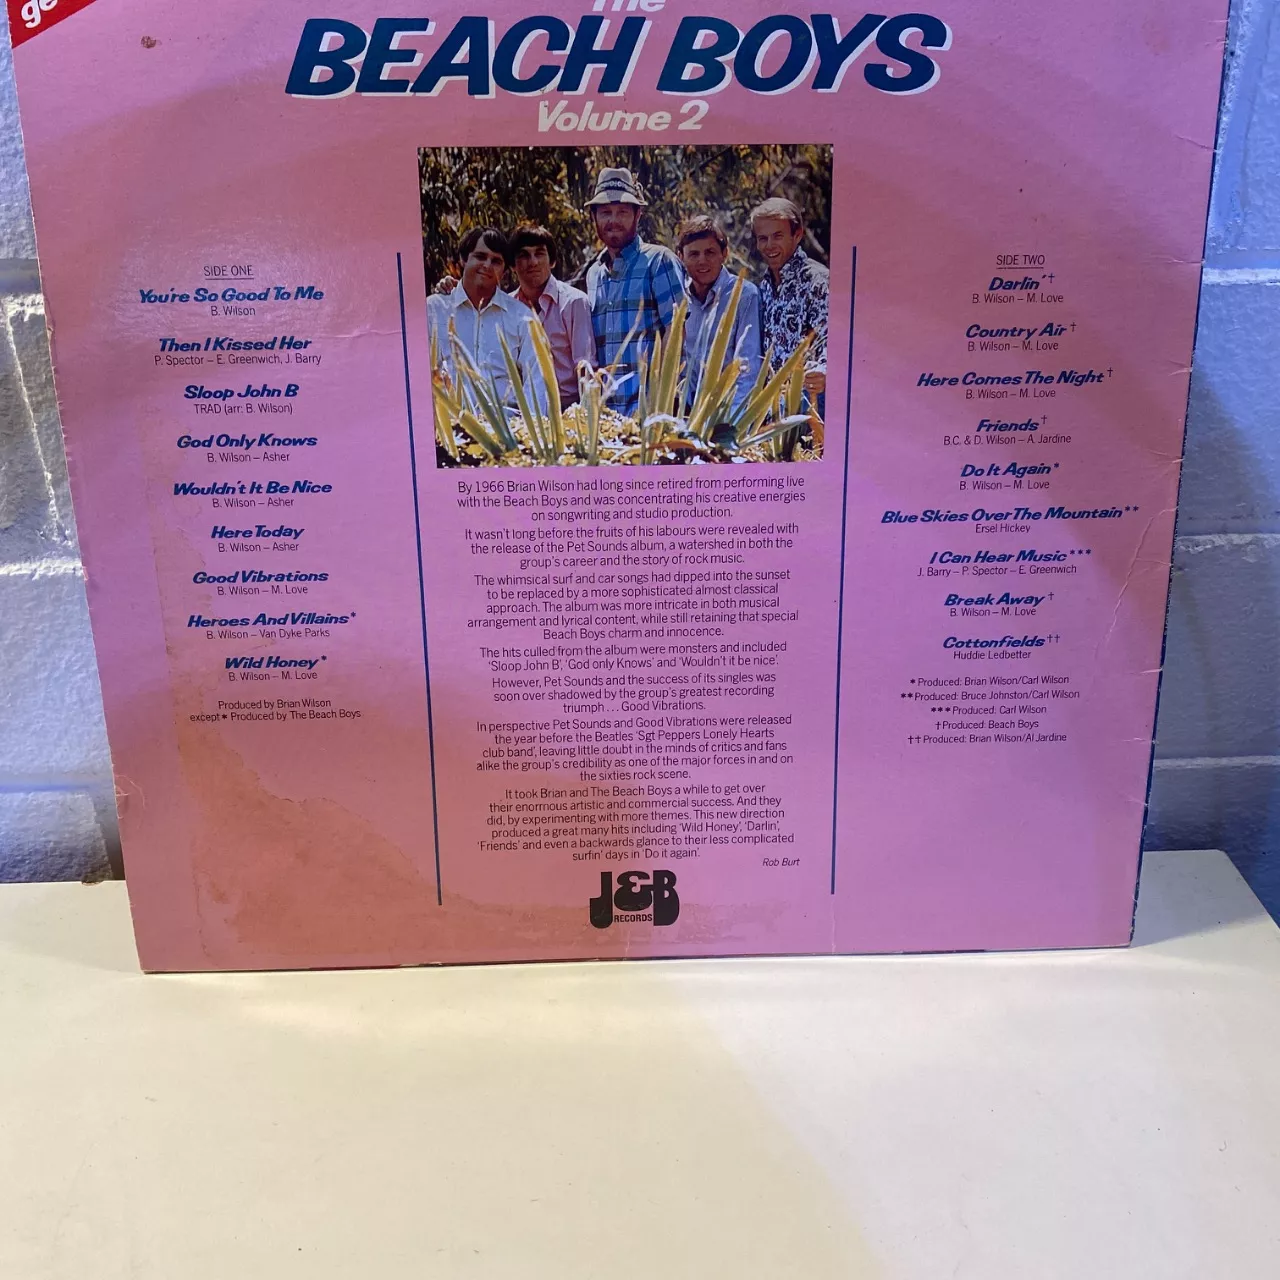 ge
The
BEACH BOYS
Volume 2
SIDE ONE
You're So Good To Me
B. Wilson
Then I Kissed Her
P. Spector – E. Greenwich, J. Barry
Sloop John B
TRAD (arr: B. Wilson)
God Only Knows
B. Wilson – Asher
Wouldn't It Be Nice
B. Wilson – Asher
Here Today
B. Wilson – Asher
Good Vibrations
B. Wilson – M. Love
Heroes And Villains*
B. Wilson – Van Dyke Parks
Wild Honey*
B. Wilson – M. Love
Produced by Brian Wilson
except * Produced by The Beach Boys
By 1966 Brian Wilson had long since retired from performing live
with the Beach Boys and was concentrating his creative energies
on songwriting and studio production.
It wasn't long before the fruits of his labours were revealed with
the release of the Pet Sounds album, a watershed in both the
group's career and the story of rock music.
The whimsical surf and car songs had dipped into the sunset
to be replaced by a more sophisticated almost classical
approach. The album was more intricate in both musical
arrangement and lyrical content, while still retaining that special
Beach Boys charm and innocence.
The hits culled from the album were monsters and included
'Sloop John B', 'God only Knows' and 'Wouldn't it be nice'.
However, Pet Sounds and the success of its singles was
soon over shadowed by the group's greatest recording
triumph . . . Good Vibrations.
In perspective Pet Sounds and Good Vibrations were released
the year before the Beatles 'Sgt Peppers Lonely Hearts
club band', leaving little doubt in the minds of critics and fans
alike the group's credibility as one of the major forces in and on
the sixties rock scene.
It took Brian and The Beach Boys a while to get over
their enormous artistic and commercial success. And they
did, by experimenting with more themes. This new direction
produced a great many hits including 'Wild Honey', 'Darlin',
'Friends' and even a backwards glance to their less complicated
surfin' days in 'Do it again'.
Rob Burt
J&B
RECORDS
SIDE TWO
Darlin' †
B. Wilson – M. Love
Country Air †
B. Wilson – M. Love
Here Comes The Night †
B. Wilson – M. Love
Friends †
B.C. & D. Wilson – A. Jardine
Do It Again *
B. Wilson – M. Love
Blue Skies Over The Mountain **
Ersel Hickey
I Can Hear Music ***
J. Barry – P. Spector – E. Greenwich
Break Away †
B. Wilson – M. Love
Cottonfields ††
Huddie Ledbetter
* Produced: Brian Wilson/Carl Wilson
** Produced: Bruce Johnston/Carl Wilson
*** Produced: Carl Wilson
† Produced: Beach Boys
†† Produced: Brian Wilson/Al Jardine